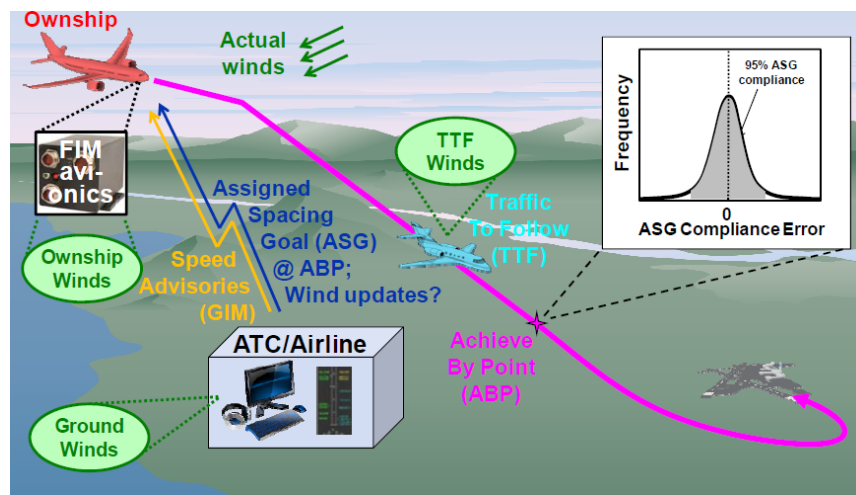 Ownship
Actual
winds
95% ASG
compliance
Frequency
0
ASG Compliance Error
FIM
avi-
onics
TTF
Winds
Assigned
Spacing
Goal (ASG)
@ ABP;
Wind updates?
Traffic
To Follow
(TTF)
Ownship
Winds
Speed
Advisories
(GIM)
ATC/Airline
Achieve
By Point
(ABP)
Ground
Winds